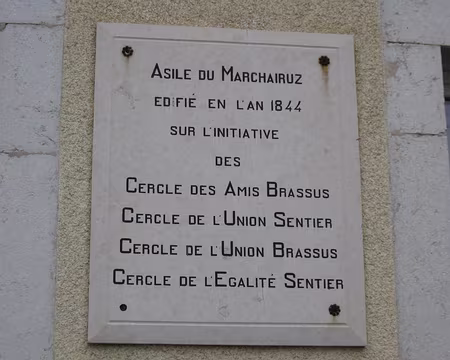 Asile du Marchairuz
edifié en l'an 1844
sur l'initiative
des
Cercle des Amis Brassus
Cercle de l'Union Sentier
Cercle de l'Union Brassus
Cercle de l'Egalité Sentier